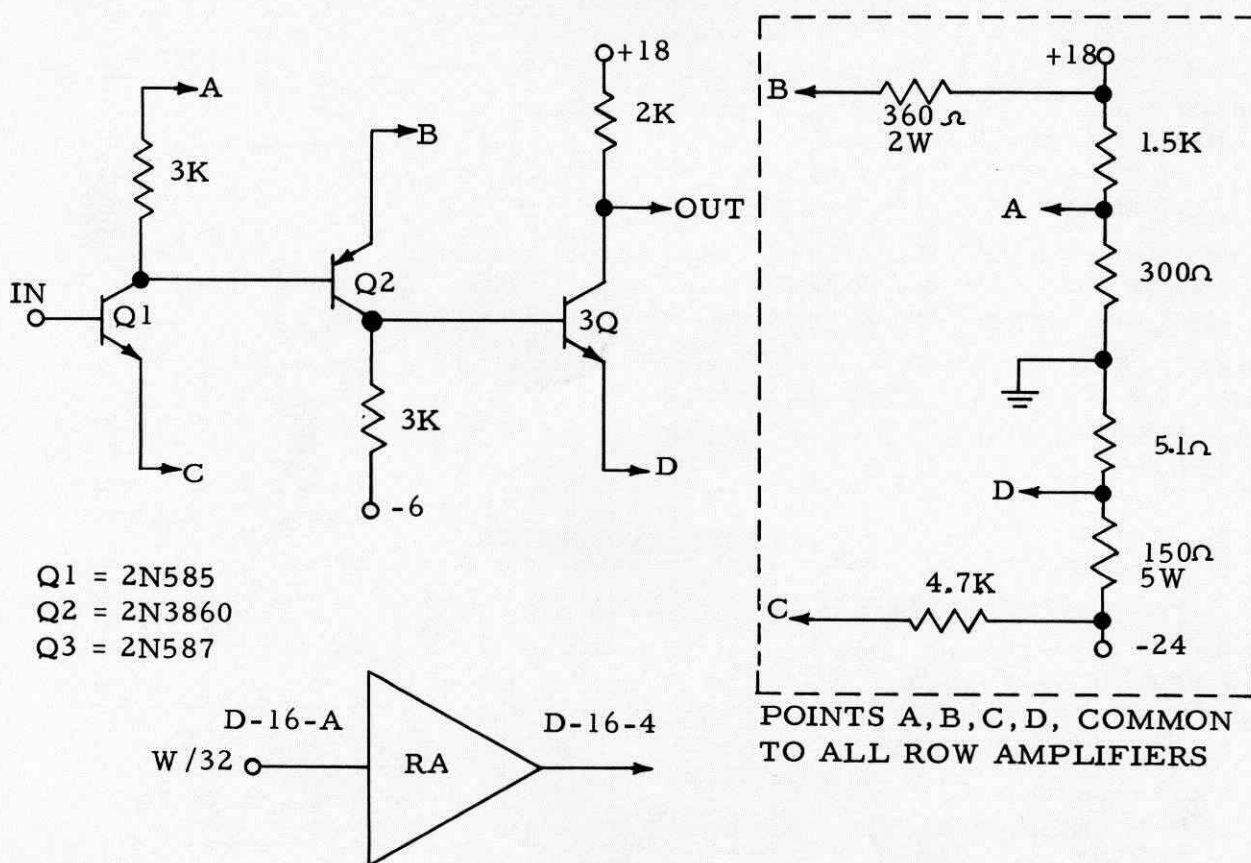 A
3K
IN
Q1
C
B
Q2
3K
-6
+18
2K
OUT
3Q
D
Q1 = 2N585
Q2 = 2N3860
Q3 = 2N587
D-16-A
W/32
RA
D-16-4
+18
B
360Ω
2W
1.5K
A
300Ω
5.1Ω
D
150Ω
5W
4.7K
C
-24
POINTS A, B, C, D, COMMON
TO ALL ROW AMPLIFIERS